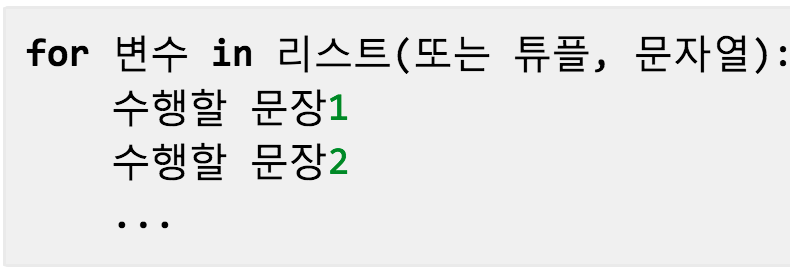 for 변수 in 리스트(또는 튜플, 문자열):
수행할 문장1
수행할 문장2
...